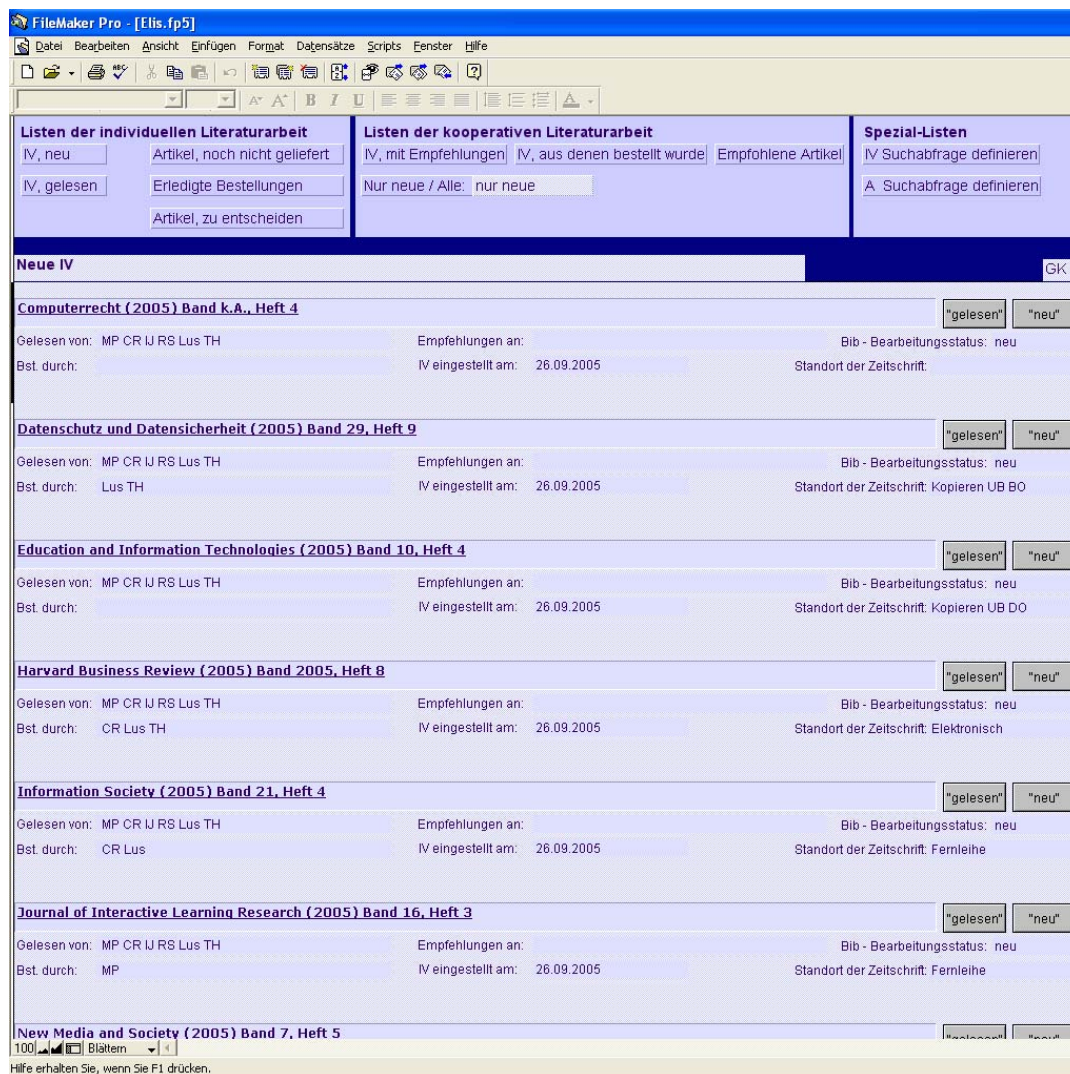 FileMaker Pro - [Elis.fp5]
Datei Bearbeiten Ansicht Einfügen Format Datensätze Scripts Fenster Hilfe
Listen der individuellen Literaturarbeit Listen der kooperativen Literaturarbeit Spezial-Listen
IV, neu Artikel, noch nicht geliefert IV, mit Empfehlungen IV, aus denen bestellt wurde Empfohlene Artikel IV Suchabfrage definieren
IV, gelesen Erledigte Bestellungen Nur neue / Alle: nur neue A Suchabfrage definieren
Artikel, zu entscheiden
Neue IV GK
Computerrecht (2005) Band k.A., Heft 4 "gelesen" "neu"
Gelesen von: MP CR IJ RS Lus TH Empfehlungen an: Bib - Bearbeitungsstatus: neu
Bst. durch: IV eingestellt am: 26.09.2005 Standort der Zeitschrift:
Datenschutz und Datensicherheit (2005) Band 29, Heft 9 "gelesen" "neu"
Gelesen von: MP CR IJ RS Lus TH Empfehlungen an: Bib - Bearbeitungsstatus: neu
Bst. durch: Lus TH IV eingestellt am: 26.09.2005 Standort der Zeitschrift: Kopieren UB BO
Education and Information Technologies (2005) Band 10, Heft 4 "gelesen" "neu"
Gelesen von: MP CR IJ RS Lus TH Empfehlungen an: Bib - Bearbeitungsstatus: neu
Bst. durch: IV eingestellt am: 26.09.2005 Standort der Zeitschrift: Kopieren UB DO
Harvard Business Review (2005) Band 2005, Heft 8 "gelesen" "neu"
Gelesen von: MP CR IJ RS Lus TH Empfehlungen an: Bib - Bearbeitungsstatus: neu
Bst. durch: CR Lus TH IV eingestellt am: 26.09.2005 Standort der Zeitschrift: Elektronisch
Information Society (2005) Band 21, Heft 4 "gelesen" "neu"
Gelesen von: MP CR IJ RS Lus TH Empfehlungen an: Bib - Bearbeitungsstatus: neu
Bst. durch: CR Lus IV eingestellt am: 26.09.2005 Standort der Zeitschrift: Fernleihe
Journal of Interactive Learning Research (2005) Band 16, Heft 3 "gelesen" "neu"
Gelesen von: MP CR IJ RS Lus TH Empfehlungen an: Bib - Bearbeitungsstatus: neu
Bst. durch: MP IV eingestellt am: 26.09.2005 Standort der Zeitschrift: Fernleihe
New Media and Society (2005) Band 7, Heft 5
100 Blättern
Hilfe erhalten Sie, wenn Sie F1 drücken.